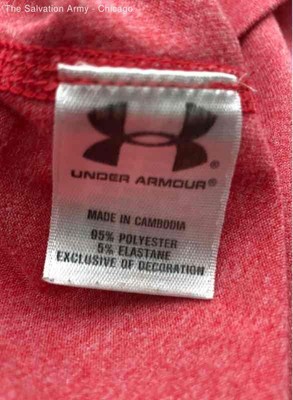 The Salvation Army - Chicago
UNDER ARMOUR®
MADE IN CAMBODIA
95% POLYESTER
5% ELASTANE
EXCLUSIVE OF DECORATION